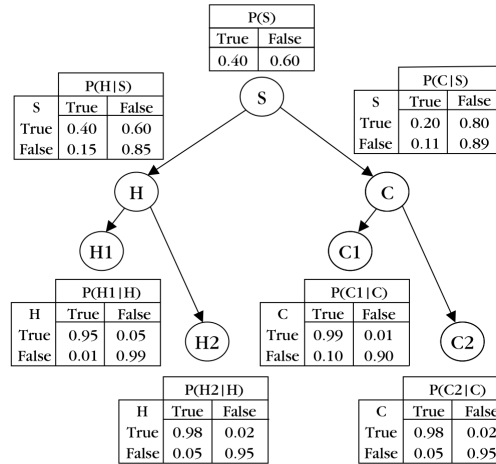 P(S)
True False
0.40 0.60
S
P(H|S)
S True False
True 0.40 0.60
False 0.15 0.85
P(C|S)
S True False
True 0.20 0.80
False 0.11 0.89
H
C
H1
C1
P(H1|H)
H True False
True 0.95 0.05
False 0.01 0.99
H2
P(C1|C)
C True False
True 0.99 0.01
False 0.10 0.90
C2
P(H2|H)
H True False
True 0.98 0.02
False 0.05 0.95
P(C2|C)
C True False
True 0.98 0.02
False 0.05 0.95